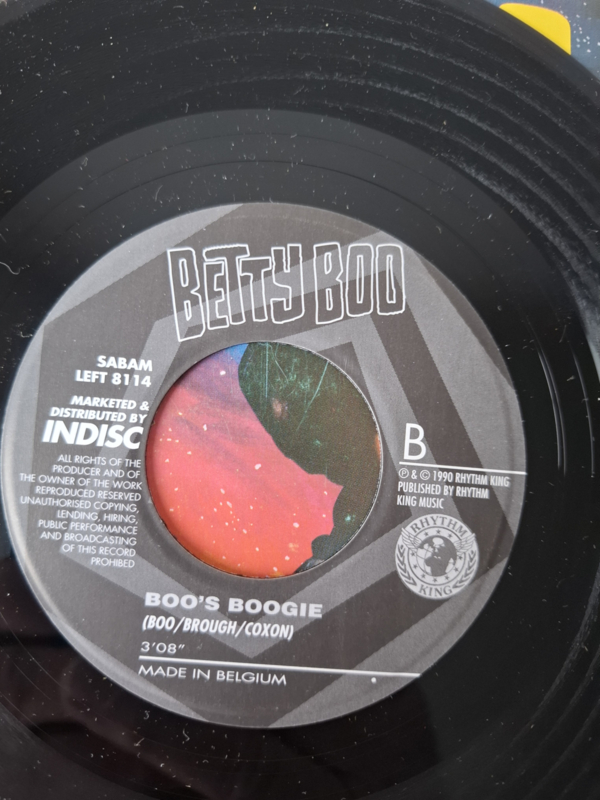 BETTY BOO
SABAM
LEFT 8114
MARKETED &
DISTRIBUTED BY
INDISC
ALL RIGHTS OF THE
PRODUCER AND OF
THE OWNER OF THE WORK
REPRODUCED RESERVED
UNAUTHORISED COPYING,
LENDING, HIRING,
PUBLIC PERFORMANCE
AND BROADCASTING
OF THIS RECORD
PROHIBED
B
℗ & © 1990 RHYTHM KING
PUBLISHED BY RHYTHM
KING MUSIC
RHYTHM
KING
BOO'S BOOGIE
(BOO/BROUGH/COXON)
3'08"
MADE IN BELGIUM